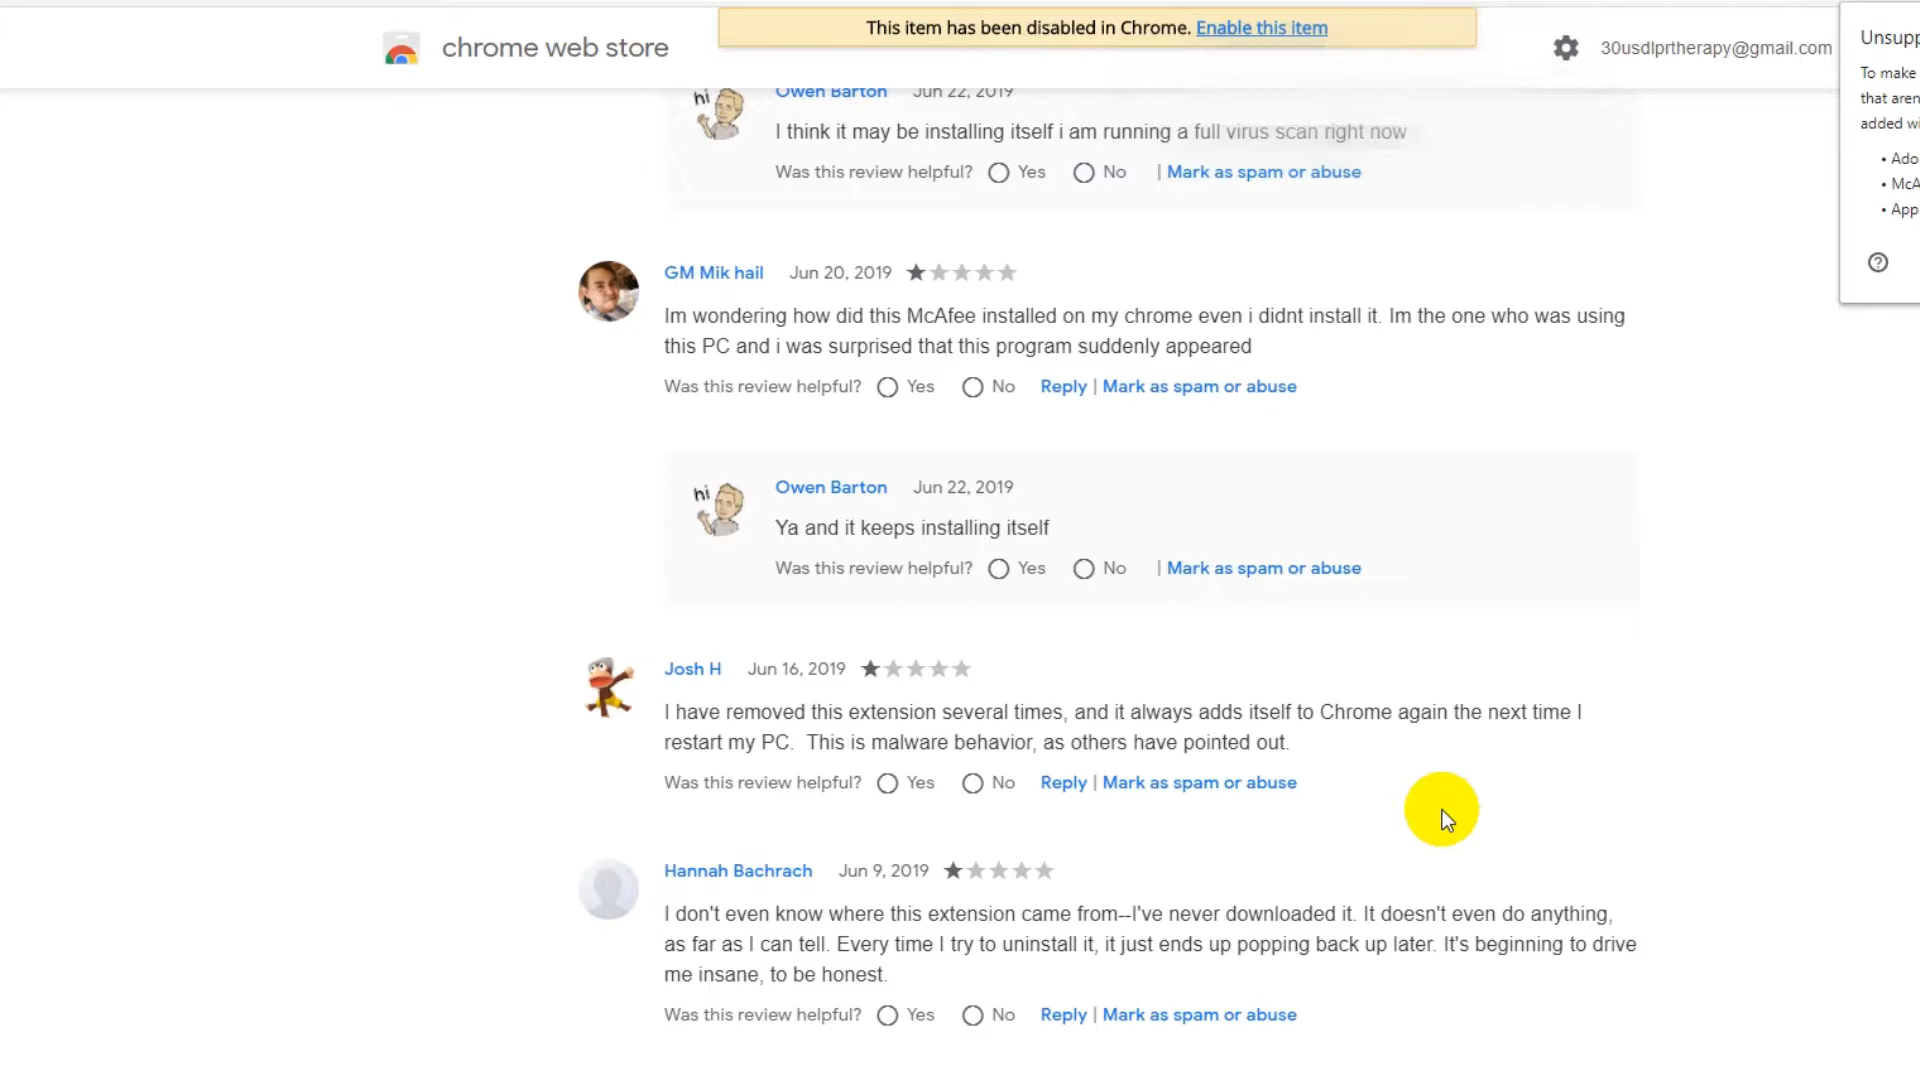 This item has been disabled in Chrome. Enable this item
chrome web store
30usdlprtherapy@gmail.com
Unsupp
To make
that aren
added wi
• Ado
• McA
• App
hi
Owen Barton Jun 22, 2019
I think it may be installing itself i am running a full virus scan right now
Was this review helpful? Yes No | Mark as spam or abuse
GM Mik hail Jun 20, 2019
Im wondering how did this McAfee installed on my chrome even i didnt install it. Im the one who was using
this PC and i was surprised that this program suddenly appeared
Was this review helpful? Yes No Reply | Mark as spam or abuse
hi
Owen Barton Jun 22, 2019
Ya and it keeps installing itself
Was this review helpful? Yes No | Mark as spam or abuse
Josh H Jun 16, 2019
I have removed this extension several times, and it always adds itself to Chrome again the next time I
restart my PC.  This is malware behavior, as others have pointed out.
Was this review helpful? Yes No Reply | Mark as spam or abuse
Hannah Bachrach Jun 9, 2019
I don't even know where this extension came from--I've never downloaded it. It doesn't even do anything,
as far as I can tell. Every time I try to uninstall it, it just ends up popping back up later. It's beginning to drive
me insane, to be honest.
Was this review helpful? Yes No Reply | Mark as spam or abuse